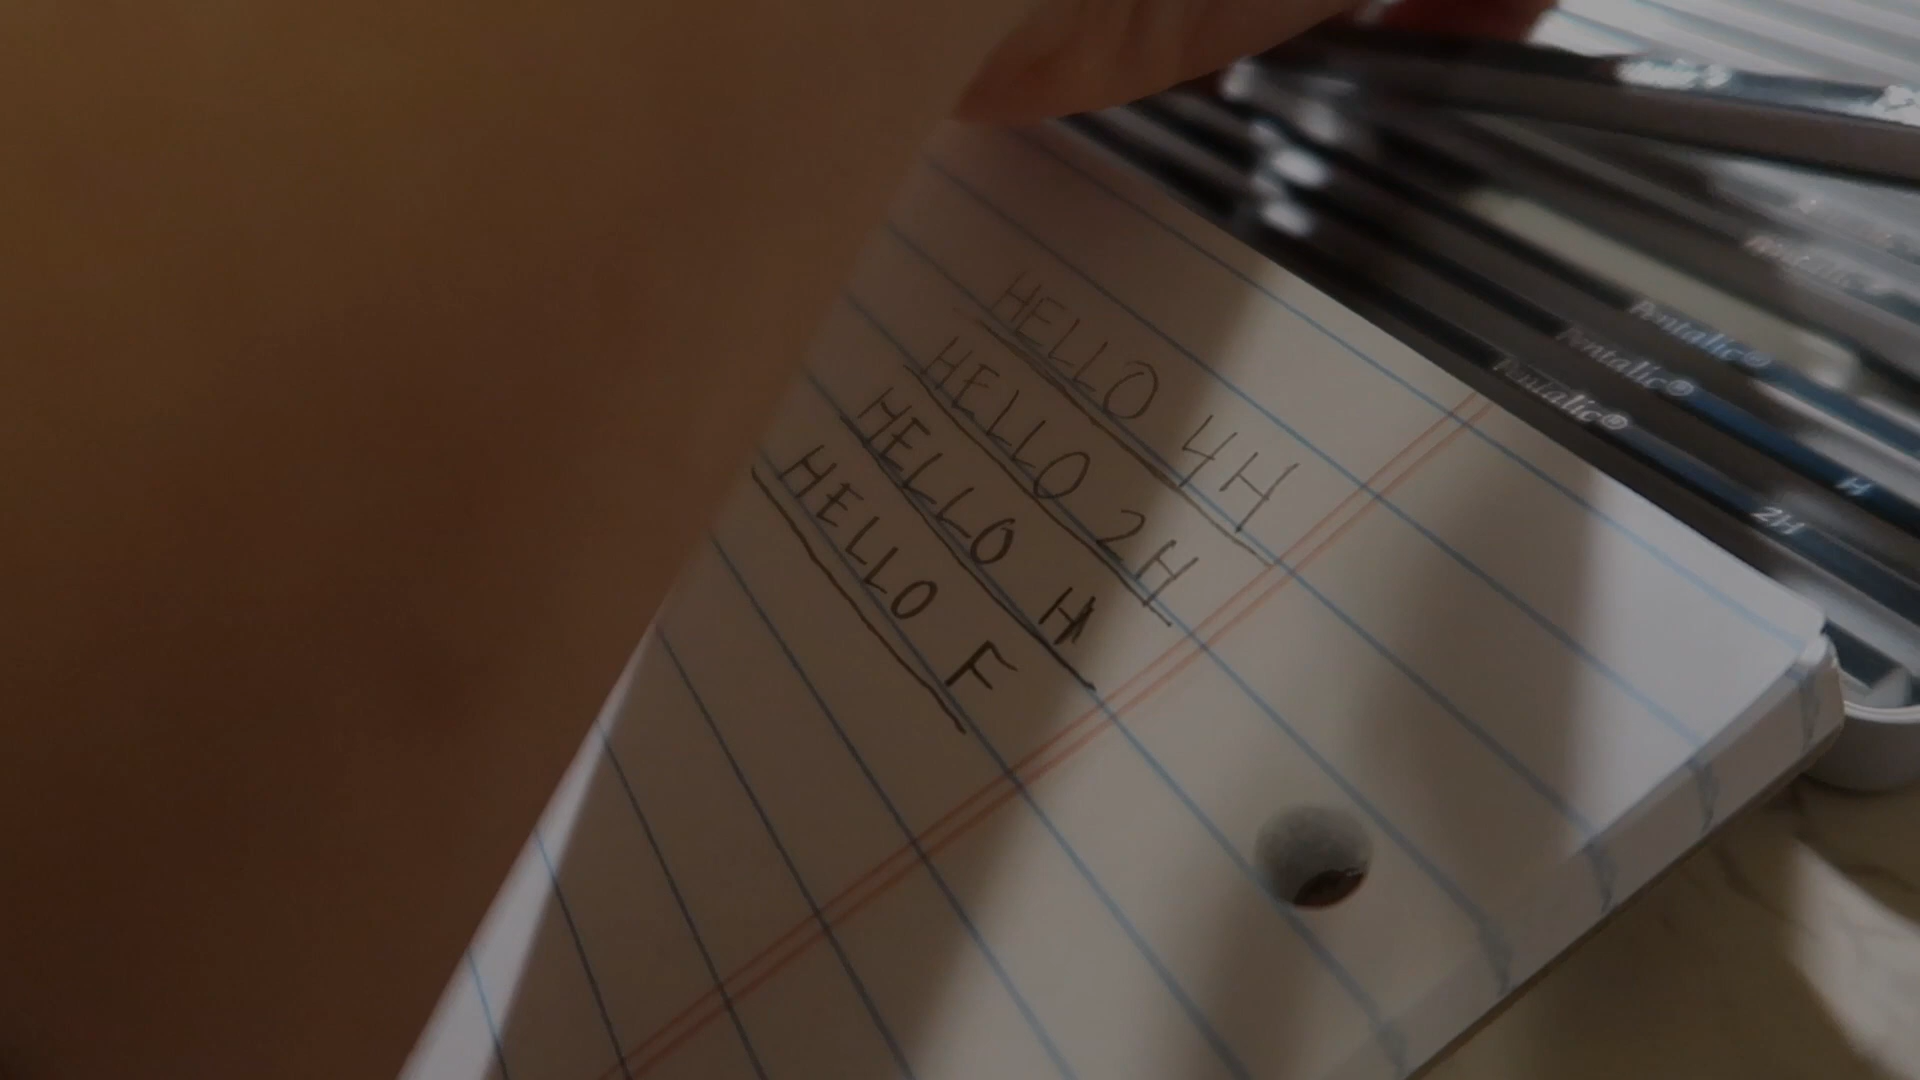 HELLO 4H
HELLO 2H
HELLO H
HELLO F
Pentalic®
Pentalic® H
Pentalic® 2H